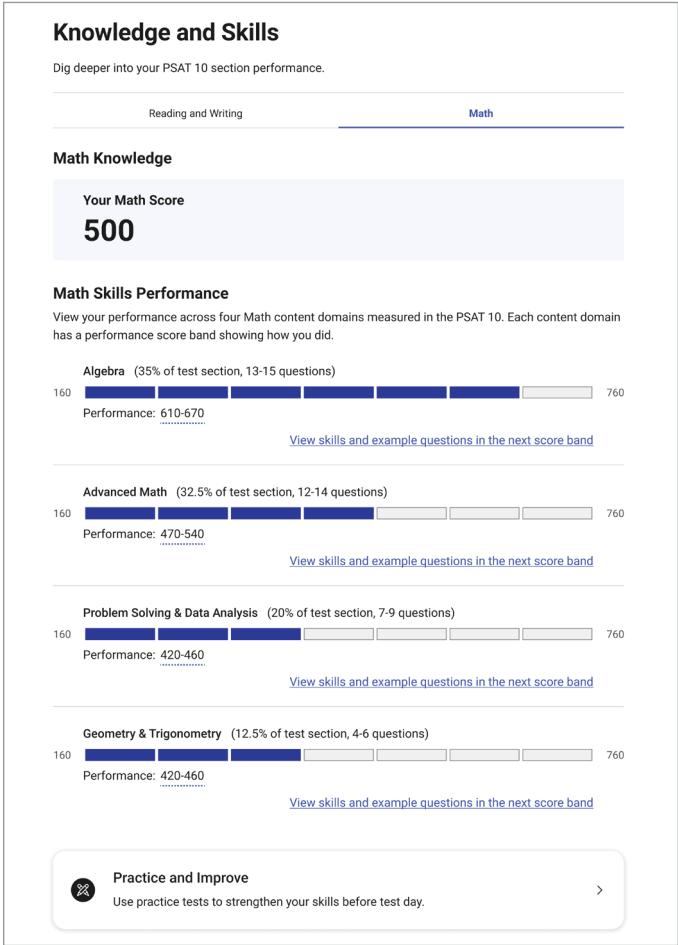 Knowledge and Skills
Dig deeper into your PSAT 10 section performance.
Reading and Writing
Math
Math Knowledge
Your Math Score
500
Math Skills Performance
View your performance across four Math content domains measured in the PSAT 10. Each content domain
has a performance score band showing how you did.
Algebra (35% of test section, 13-15 questions)
160
760
Performance: 610-670
View skills and example questions in the next score band
Advanced Math (32.5% of test section, 12-14 questions)
160
760
Performance: 470-540
View skills and example questions in the next score band
Problem Solving & Data Analysis (20% of test section, 7-9 questions)
160
760
Performance: 420-460
View skills and example questions in the next score band
Geometry & Trigonometry (12.5% of test section, 4-6 questions)
160
760
Performance: 420-460
View skills and example questions in the next score band
Practice and Improve
Use practice tests to strengthen your skills before test day.